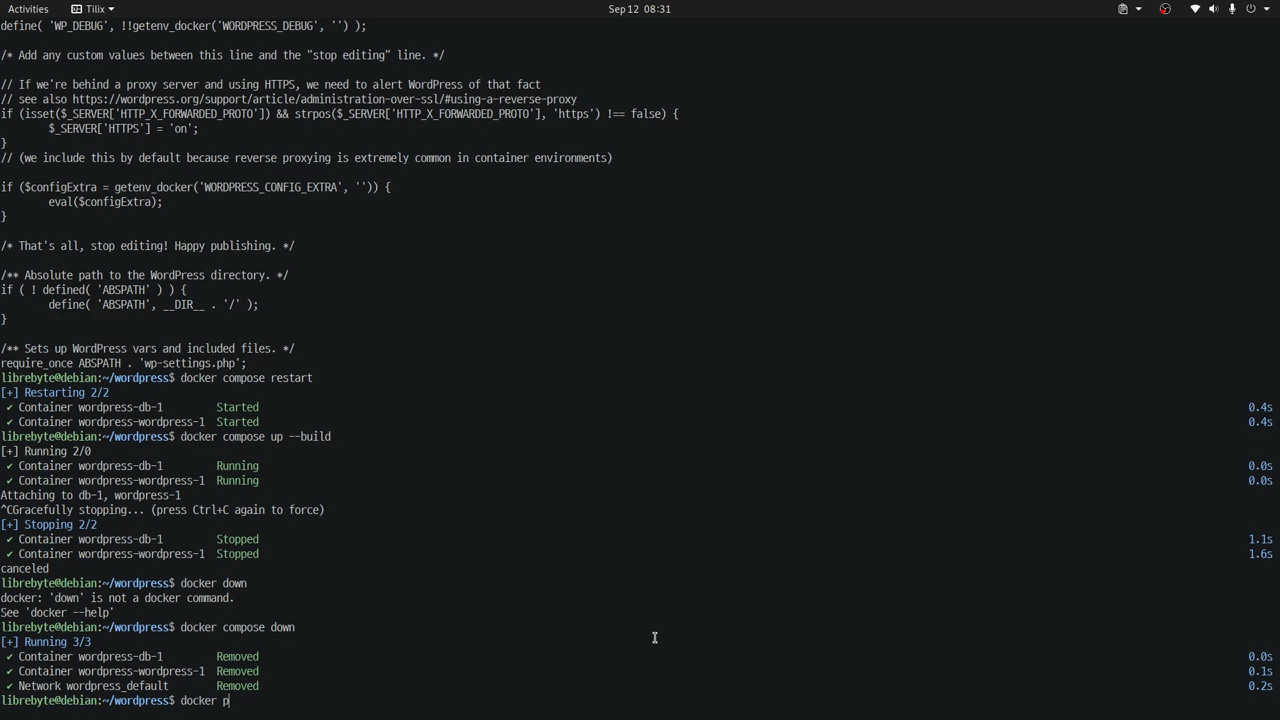 Activities Tilix Sep 12 08:31
define( 'WP_DEBUG', !!getenv_docker('WORDPRESS_DEBUG', '') );
/* Add any custom values between this line and the "stop editing" line. */
// If we're behind a proxy server and using HTTPS, we need to alert WordPress of that fact
// see also https://wordpress.org/support/article/administration-over-ssl/#using-a-reverse-proxy
if (isset($_SERVER['HTTP_X_FORWARDED_PROTO']) && strpos($_SERVER['HTTP_X_FORWARDED_PROTO'], 'https') !== false) {
$_SERVER['HTTPS'] = 'on';
}
// (we include this by default because reverse proxying is extremely common in container environments)
if ($configExtra = getenv_docker('WORDPRESS_CONFIG_EXTRA', '')) {
eval($configExtra);
}
/* That's all, stop editing! Happy publishing. */
/** Absolute path to the WordPress directory. */
if ( ! defined( 'ABSPATH' ) ) {
define( 'ABSPATH', __DIR__ . '/' );
}
/** Sets up WordPress vars and included files. */
require_once ABSPATH . 'wp-settings.php';
librebyte@debian:~/wordpress$ docker compose restart
[+] Restarting 2/2
✔ Container wordpress-db-1 Started 0.4s
✔ Container wordpress-wordpress-1 Started 0.4s
librebyte@debian:~/wordpress$ docker compose up --build
[+] Running 2/0
✔ Container wordpress-db-1 Running 0.0s
✔ Container wordpress-wordpress-1 Running 0.0s
Attaching to db-1, wordpress-1
^CGracefully stopping... (press Ctrl+C again to force)
[+] Stopping 2/2
✔ Container wordpress-db-1 Stopped 1.1s
✔ Container wordpress-wordpress-1 Stopped 1.6s
canceled
librebyte@debian:~/wordpress$ docker down
docker: 'down' is not a docker command.
See 'docker --help'
librebyte@debian:~/wordpress$ docker compose down
[+] Running 3/3
✔ Container wordpress-db-1 Removed 0.0s
✔ Container wordpress-wordpress-1 Removed 0.1s
✔ Network wordpress_default Removed 0.2s
librebyte@debian:~/wordpress$ docker p